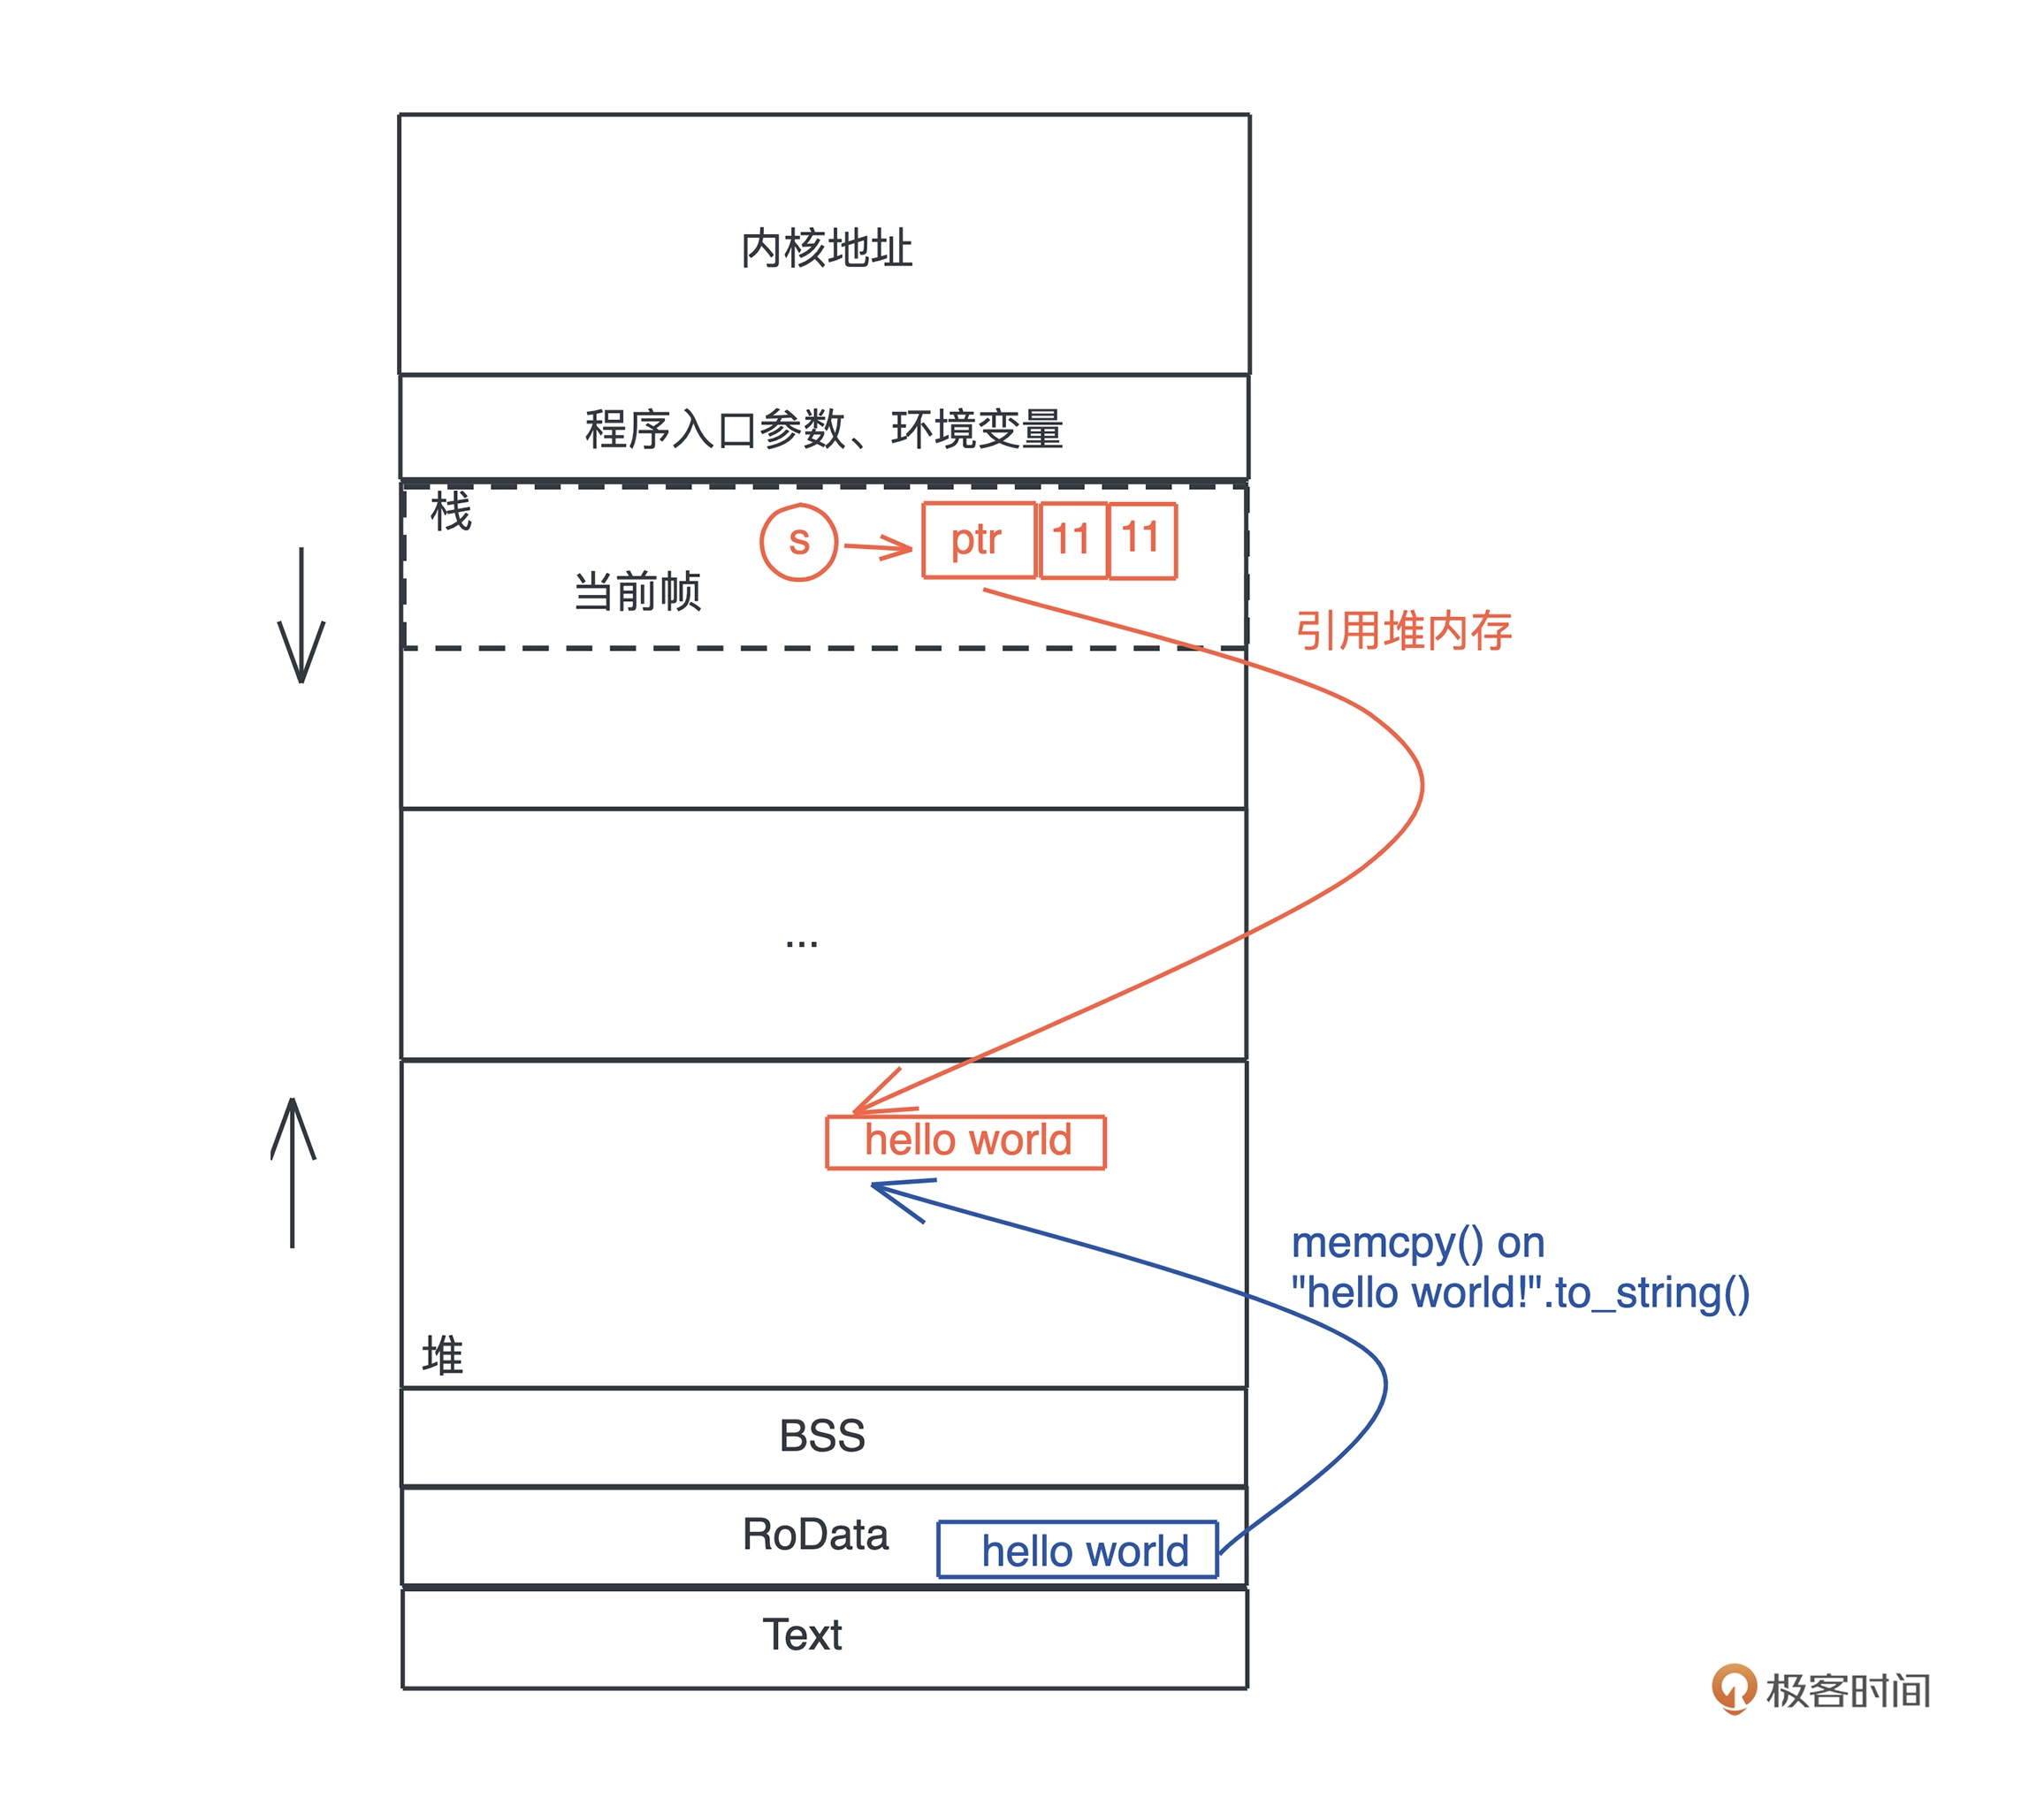 内核地址
程序入口参数、环境变量
栈
s
ptr
11
11
当前帧
引用堆内存
...
hello world
memcpy() on
"hello world!".to_string()
堆
BSS
RoData
hello world
Text
极客时间